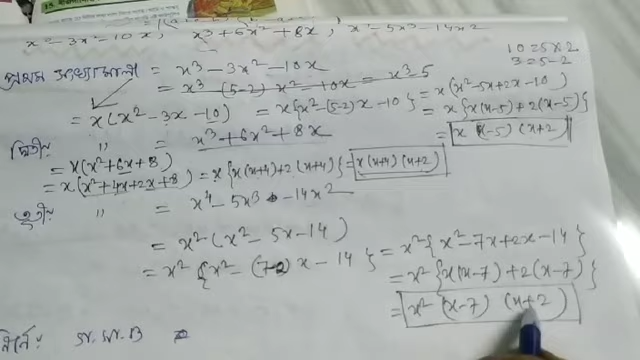 x³-3x²-10x, x³+6x²+8x, x⁴-5x³-14x²
10=5×2
3=5-2
= x³-3x²-10x
= x³-(5-2)x²-10x = x³-5
= x(x²-3x-10) = x{x²-(5-2)x-10} = x(x²-5x+2x-10)
= x{x(x-5)+2(x-5)}
= x(x-5)(x+2)
দ্বিতীয় " = x³+6x²+8x
= x(x²+6x+8)
= x(x²+4x+2x+8) = x{x(x+4)+2(x+4)} = x(x+4)(x+2)
তৃতীয় " = x⁴-5x³-14x²
= x²(x²-5x-14)
= x²{x²-(7-2)x-14} = x²{x²-7x+2x-14}
= x²{x(x-7)+2(x-7)}
= x²(x-7)(x+2)